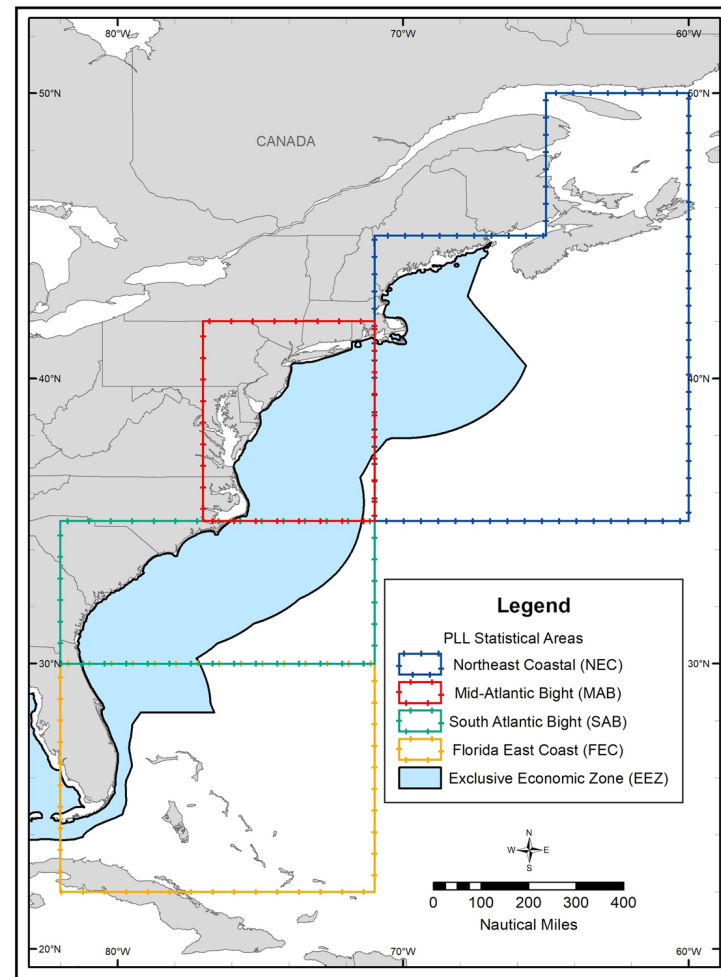 80°W
70°W
60°W
50°N
50°N
CANADA
40°N
40°N
30°N
30°N
Legend
PLL Statistical Areas
Northeast Coastal (NEC)
Mid-Atlantic Bight (MAB)
South Atlantic Bight (SAB)
Florida East Coast (FEC)
Exclusive Economic Zone (EEZ)
N
W E
S
0 50 100 200 300 400
Nautical Miles
20°N
80°W
70°W
60°W